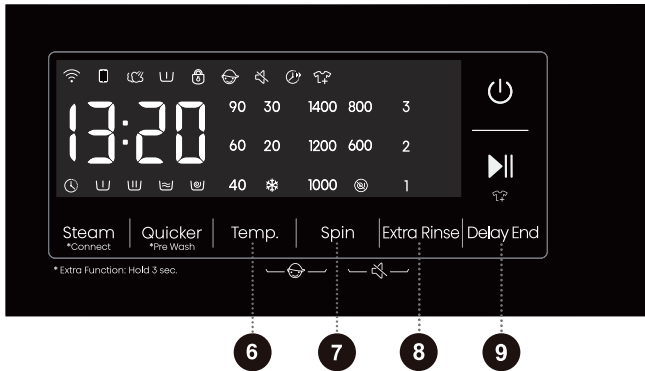 13:20
90 30 1400 800 3
60 20 1200 600 2
40 1000 1
Steam Quicker Temp. Spin Extra Rinse Delay End
*Connect *Pre Wash
* Extra Function: Hold 3 sec.
6 7 8 9